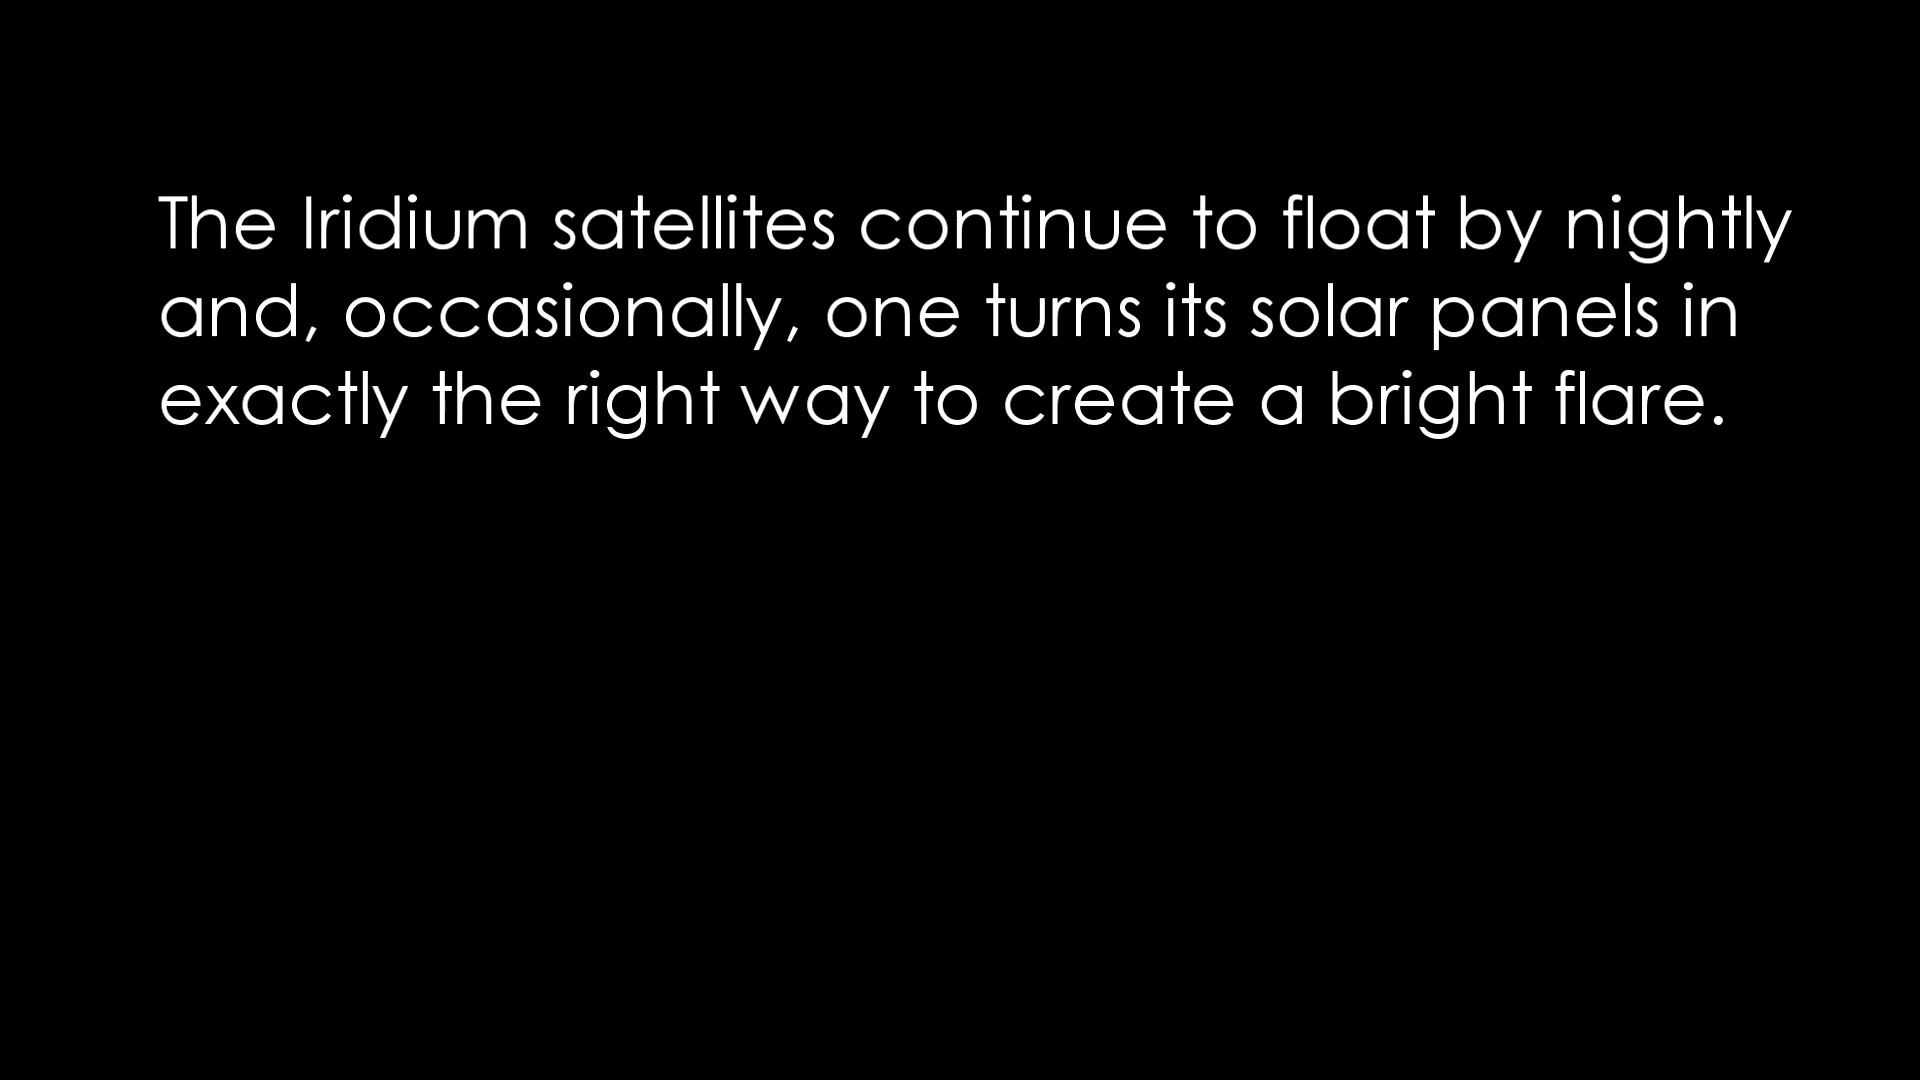 The Iridium satellites continue to float by nightly
and, occasionally, one turns its solar panels in
exactly the right way to create a bright flare.